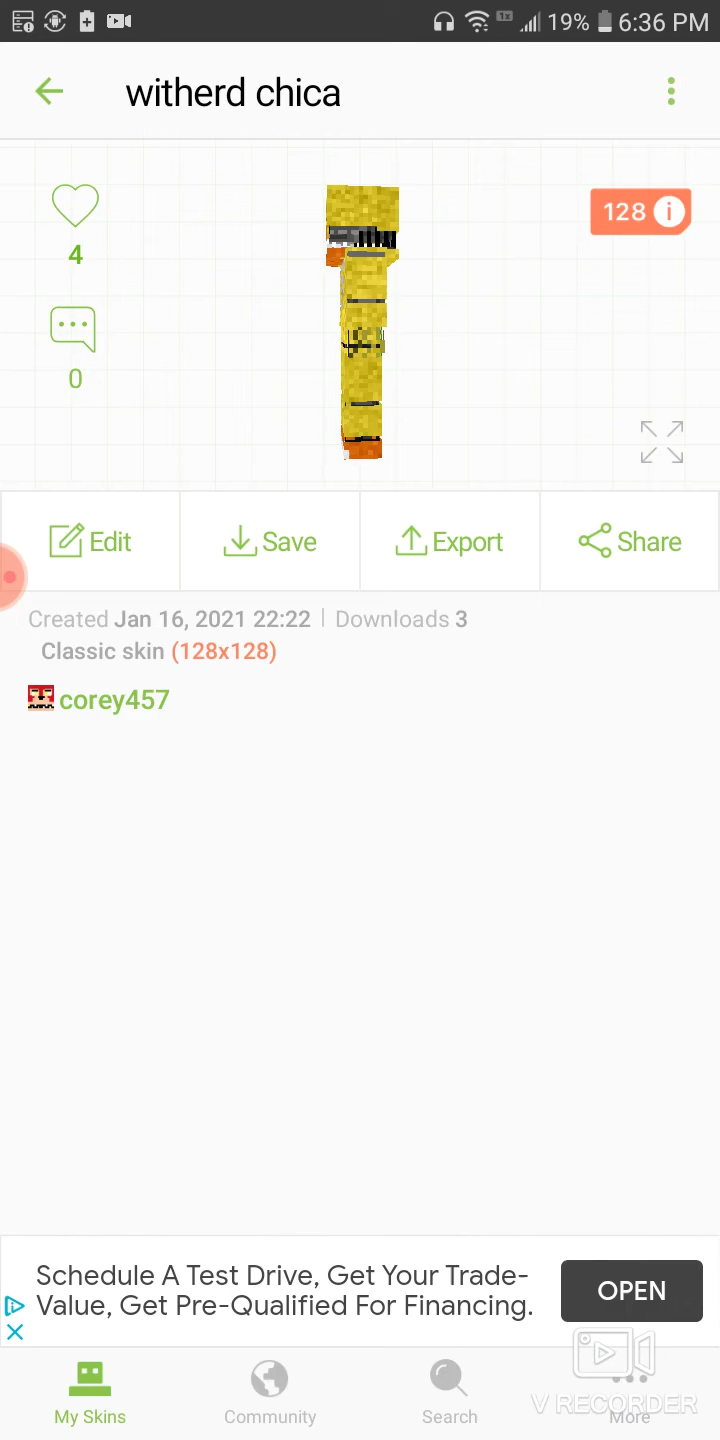 1x 19% 6:36 PM
witherd chica
4
128 i
0
Edit Save Export Share
Created Jan 16, 2021 22:22 | Downloads 3
Classic skin (128x128)
corey457
Schedule A Test Drive, Get Your Trade-
Value, Get Pre-Qualified For Financing.
OPEN
My Skins Community Search More
V RECORDER